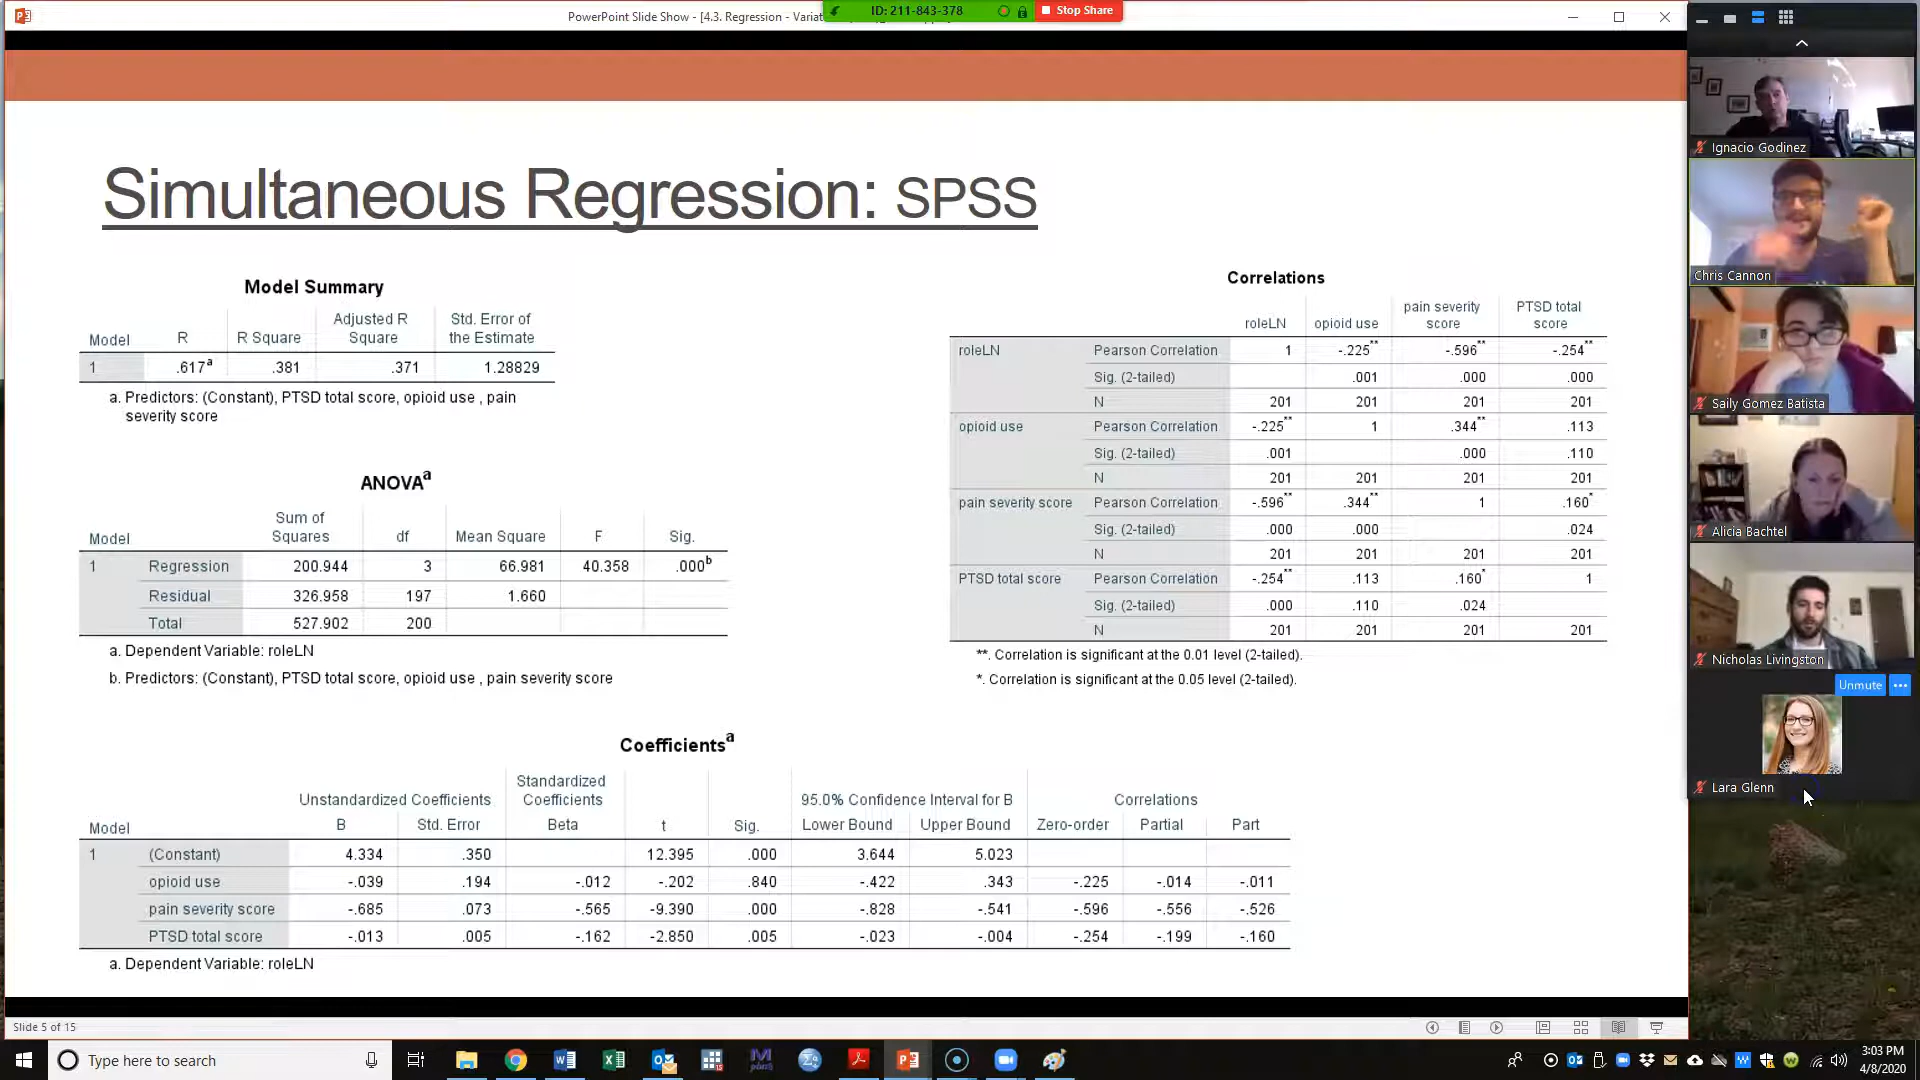 PowerPoint Slide Show - [4.3. Regression - Variat
ID: 211-843-378
Stop Share
Simultaneous Regression: SPSS
Model Summary
Model R R Square Adjusted R Square Std. Error of the Estimate
1 .617a .381 .371 1.28829
a. Predictors: (Constant), PTSD total score, opioid use , pain
severity score
ANOVAa
Model Sum of Squares df Mean Square F Sig.
1 Regression 200.944 3 66.981 40.358 .000b
Residual 326.958 197 1.660
Total 527.902 200
a. Dependent Variable: roleLN
b. Predictors: (Constant), PTSD total score, opioid use , pain severity score
Correlations
roleLN opioid use pain severity score PTSD total score
roleLN Pearson Correlation 1 -.225** -.596** -.254**
Sig. (2-tailed) .001 .000 .000
N 201 201 201 201
opioid use Pearson Correlation -.225** 1 .344** .113
Sig. (2-tailed) .001 .000 .110
N 201 201 201 201
pain severity score Pearson Correlation -.596** .344** 1 .160*
Sig. (2-tailed) .000 .000 .024
N 201 201 201 201
PTSD total score Pearson Correlation -.254** .113 .160* 1
Sig. (2-tailed) .000 .110 .024
N 201 201 201 201
**. Correlation is significant at the 0.01 level (2-tailed).
*. Correlation is significant at the 0.05 level (2-tailed).
Coefficientsa
Unstandardized Coefficients Standardized Coefficients 95.0% Confidence Interval for B Correlations
Model B Std. Error Beta t Sig. Lower Bound Upper Bound Zero-order Partial Part
1 (Constant) 4.334 .350 12.395 .000 3.644 5.023
opioid use -.039 .194 -.012 -.202 .840 -.422 .343 -.225 -.014 -.011
pain severity score -.685 .073 -.565 -9.390 .000 -.828 -.541 -.596 -.556 -.526
PTSD total score -.013 .005 -.162 -2.850 .005 -.023 -.004 -.254 -.199 -.160
a. Dependent Variable: roleLN
Ignacio Godinez
Chris Cannon
Saily Gomez Batista
Alicia Bachtel
Nicholas Livingston
Unmute
Lara Glenn
Slide 5 of 15
Type here to search
3:03 PM
4/8/2020